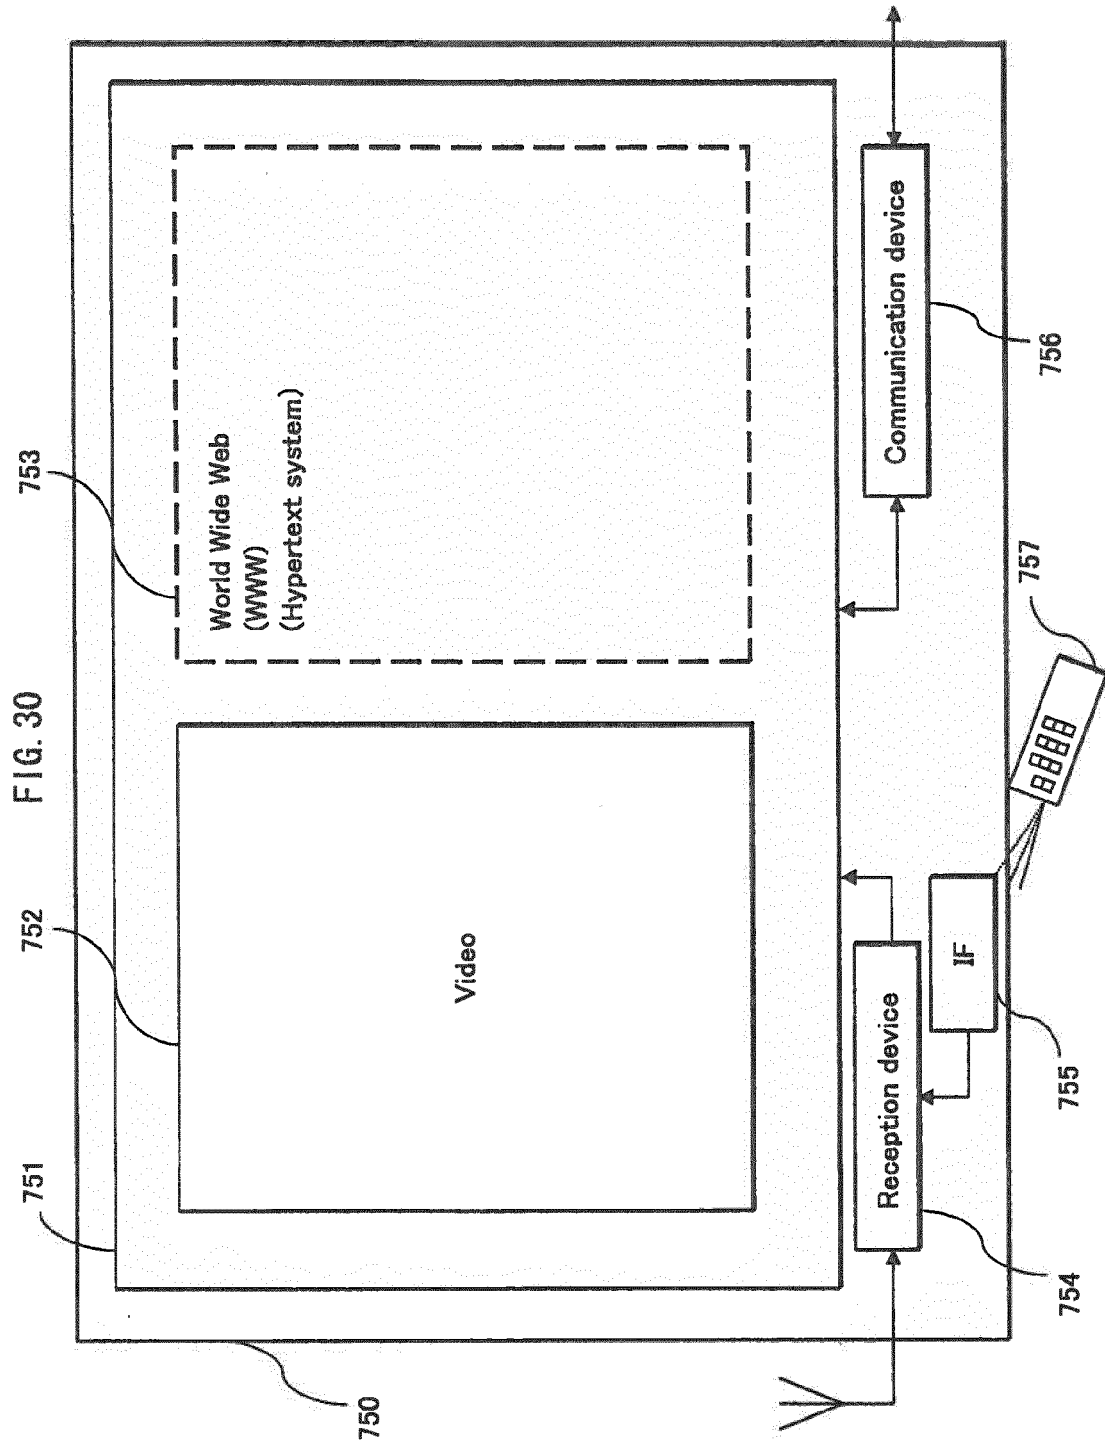 FIG. 30
750
751
752
753
Video
World Wide Web
(WWW)
(Hypertext system)
Reception device
IF
Communication device
754
755
757
756